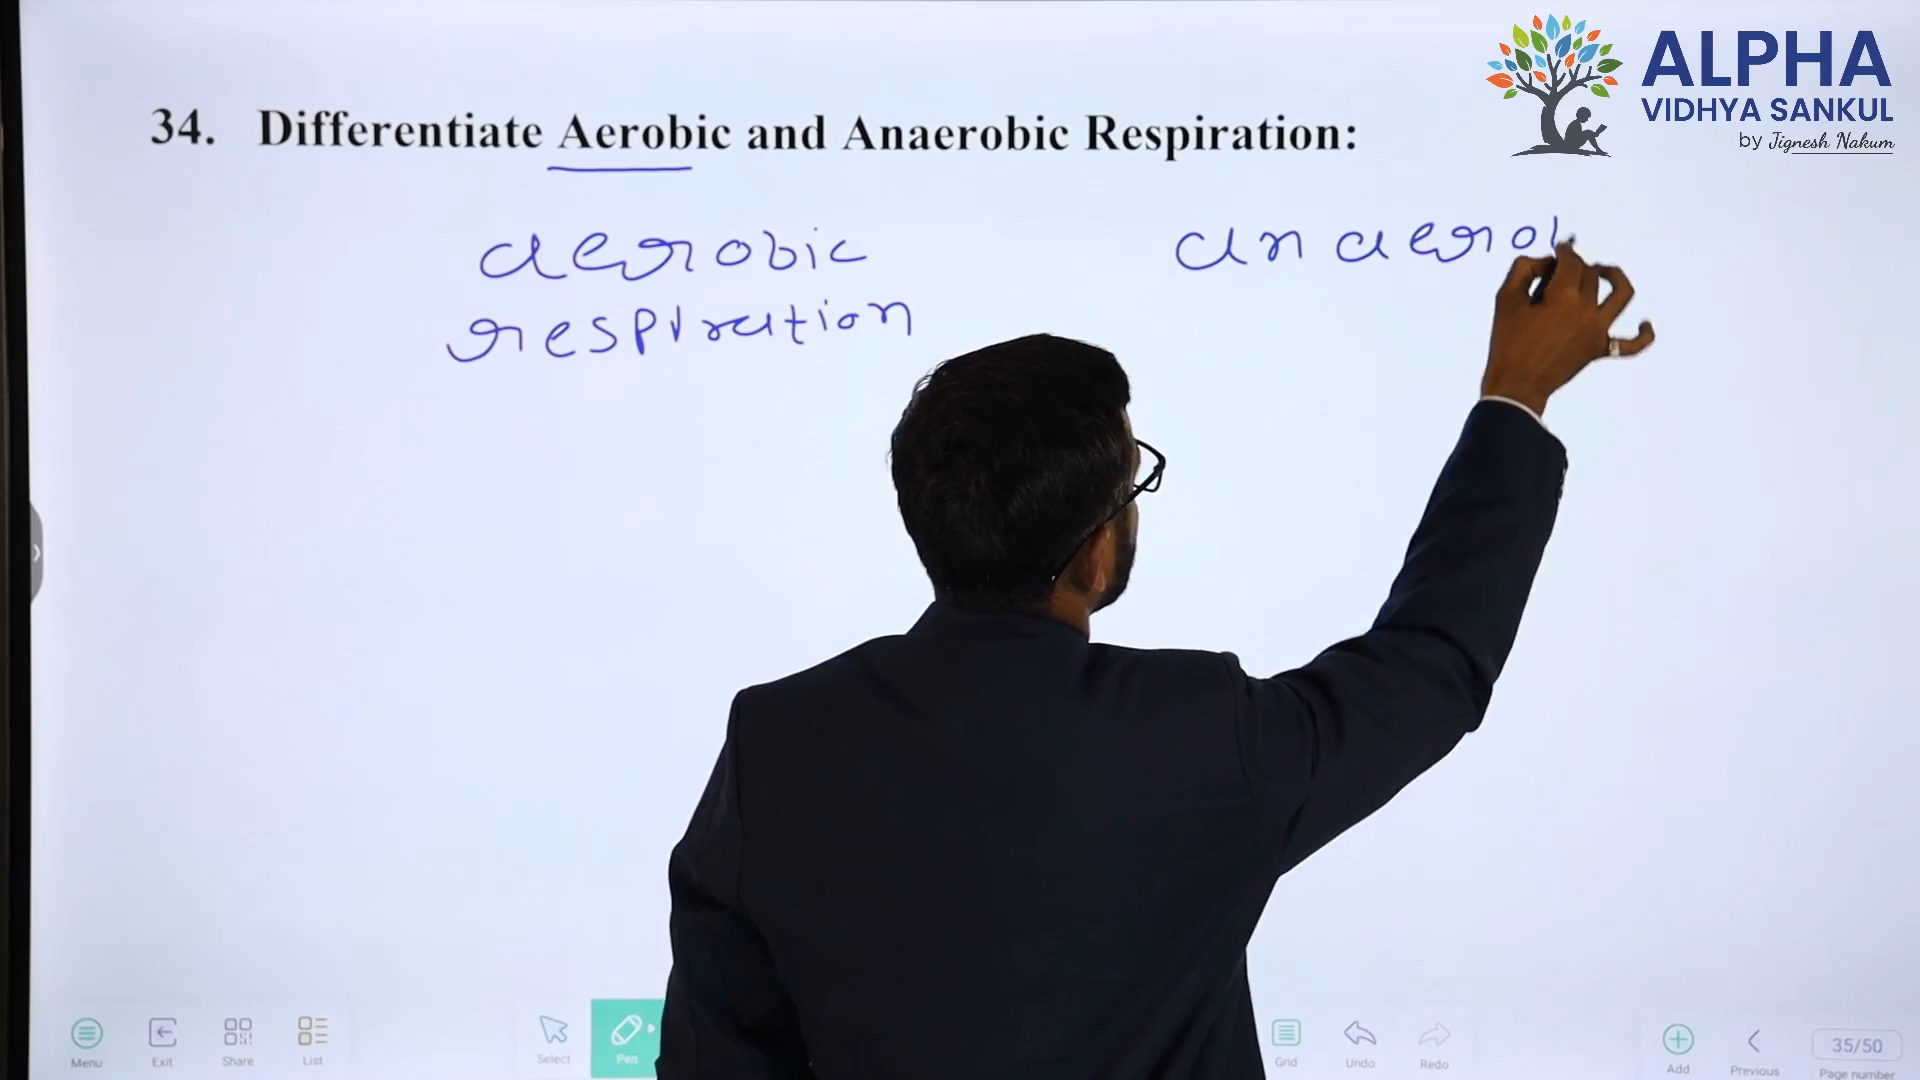 ALPHA
VIDHYA SANKUL
by Jignesh Nakum
34. Differentiate Aerobic and Anaerobic Respiration:
aerobic
respiration
anaerob
Menu
Exit
Share
List
Select
Pen
Grid
Undo
Redo
Add
Previous
35/50
Page number